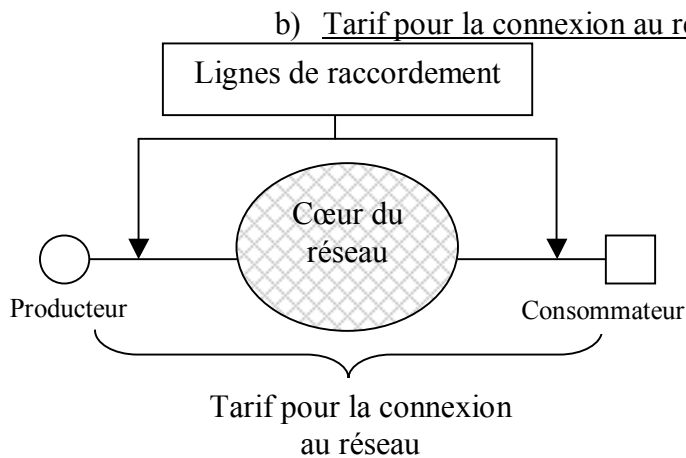 b) Tarif pour la connexion au
Lignes de raccordement
Cœur du
réseau
Producteur
Consommateur
Tarif pour la connexion
au réseau